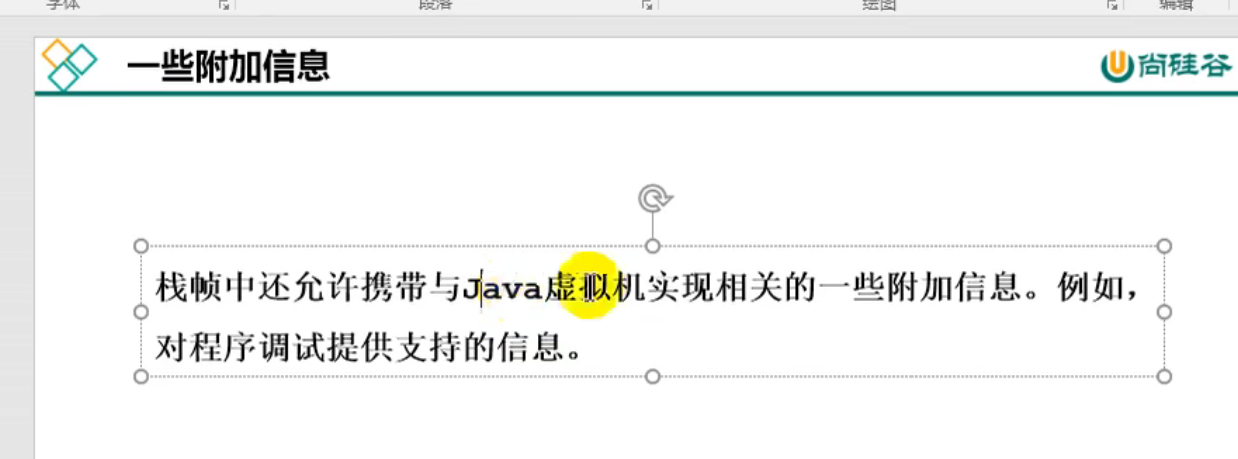 字体 段落 绘图 编辑
一些附加信息
尚硅谷
栈帧中还允许携带与Java虚拟机实现相关的一些附加信息。例如，
对程序调试提供支持的信息。